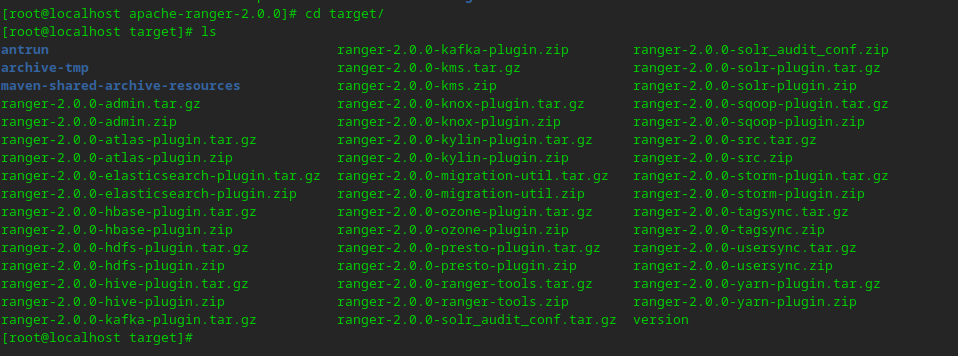 [root@localhost apache-ranger-2.0.0]# cd target/
[root@localhost target]# ls
antrun ranger-2.0.0-kafka-plugin.zip ranger-2.0.0-solr_audit_conf.zip
archive-tmp ranger-2.0.0-kms.tar.gz ranger-2.0.0-solr-plugin.tar.gz
maven-shared-archive-resources ranger-2.0.0-kms.zip ranger-2.0.0-solr-plugin.zip
ranger-2.0.0-admin.tar.gz ranger-2.0.0-knox-plugin.tar.gz ranger-2.0.0-sqoop-plugin.tar.gz
ranger-2.0.0-admin.zip ranger-2.0.0-knox-plugin.zip ranger-2.0.0-sqoop-plugin.zip
ranger-2.0.0-atlas-plugin.tar.gz ranger-2.0.0-kylin-plugin.tar.gz ranger-2.0.0-src.tar.gz
ranger-2.0.0-atlas-plugin.zip ranger-2.0.0-kylin-plugin.zip ranger-2.0.0-src.zip
ranger-2.0.0-elasticsearch-plugin.tar.gz ranger-2.0.0-migration-util.tar.gz ranger-2.0.0-storm-plugin.tar.gz
ranger-2.0.0-elasticsearch-plugin.zip ranger-2.0.0-migration-util.zip ranger-2.0.0-storm-plugin.zip
ranger-2.0.0-hbase-plugin.tar.gz ranger-2.0.0-ozone-plugin.tar.gz ranger-2.0.0-tagsync.tar.gz
ranger-2.0.0-hbase-plugin.zip ranger-2.0.0-ozone-plugin.zip ranger-2.0.0-tagsync.zip
ranger-2.0.0-hdfs-plugin.tar.gz ranger-2.0.0-presto-plugin.tar.gz ranger-2.0.0-usersync.tar.gz
ranger-2.0.0-hdfs-plugin.zip ranger-2.0.0-presto-plugin.zip ranger-2.0.0-usersync.zip
ranger-2.0.0-hive-plugin.tar.gz ranger-2.0.0-ranger-tools.tar.gz ranger-2.0.0-yarn-plugin.tar.gz
ranger-2.0.0-hive-plugin.zip ranger-2.0.0-ranger-tools.zip ranger-2.0.0-yarn-plugin.zip
ranger-2.0.0-kafka-plugin.tar.gz ranger-2.0.0-solr_audit_conf.tar.gz version
[root@localhost target]#